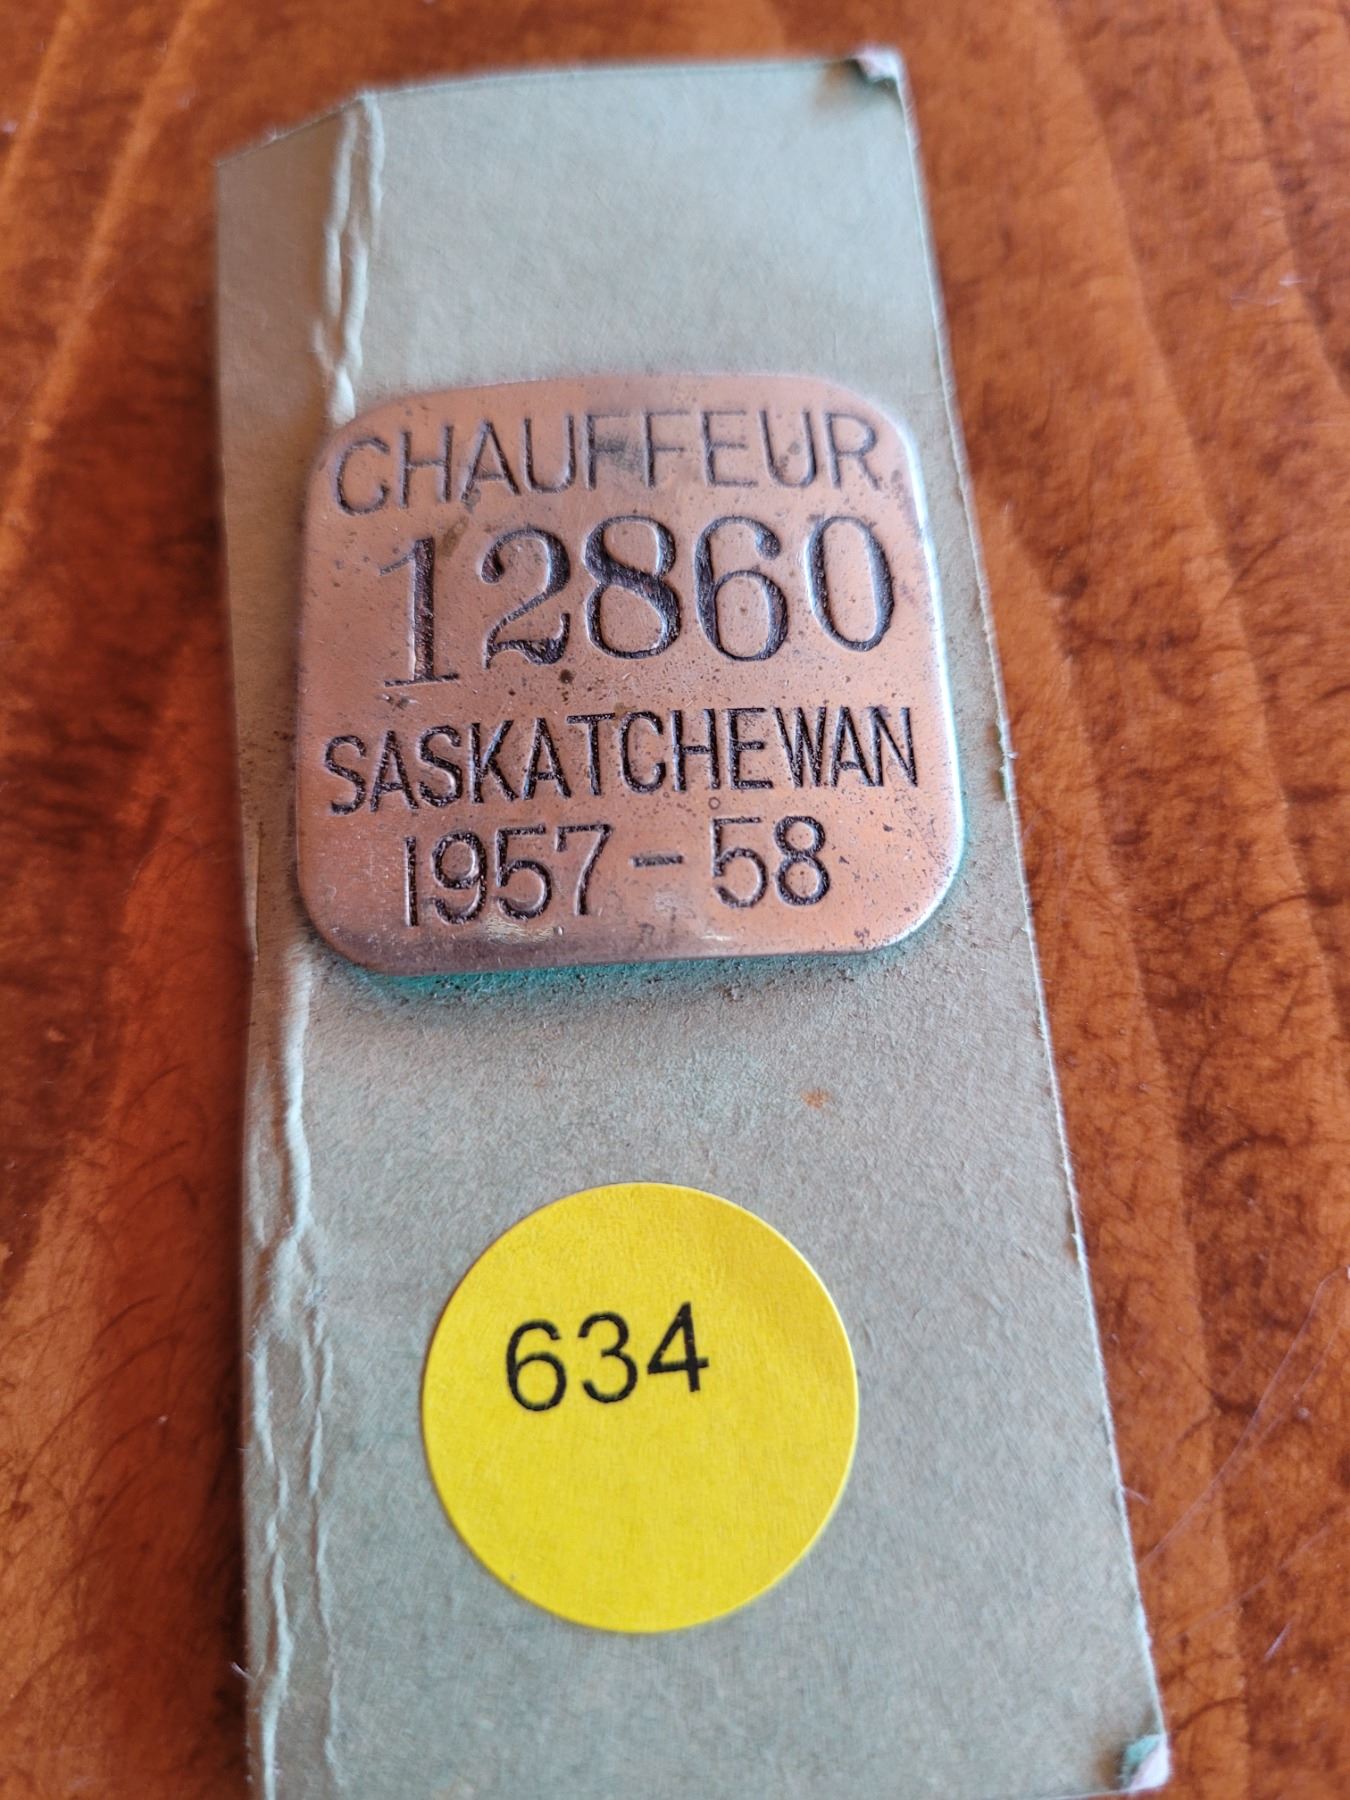 CHAUFFEUR
12860
SASKATCHEWAN
1957-58
634